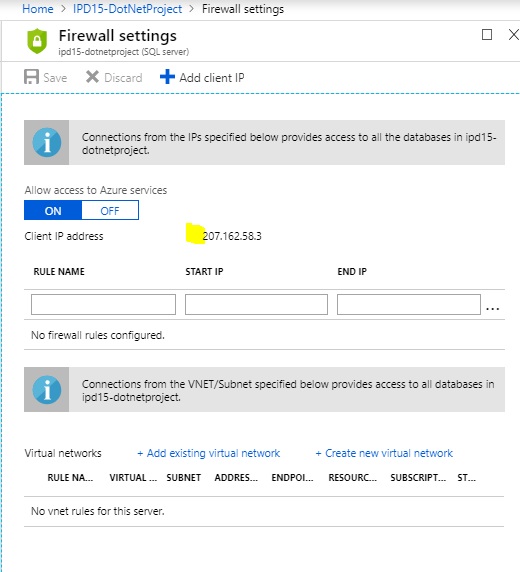 Home > IPD15-DotNetProject > Firewall settings
Firewall settings
ipd15-dotnetproject (SQL server)
Save Discard Add client IP
Connections from the IPs specified below provides access to all the databases in ipd15-
dotnetproject.
Allow access to Azure services
ON OFF
Client IP address 207.162.58.3
RULE NAME START IP END IP
...
No firewall rules configured.
Connections from the VNET/Subnet specified below provides access to all databases in
ipd15-dotnetproject.
Virtual networks + Add existing virtual network + Create new virtual network
RULE NA... VIRTUAL ... SUBNET ADDRES... ENDPOI... RESOURC... SUBSCRIPT... ST...
No vnet rules for this server.